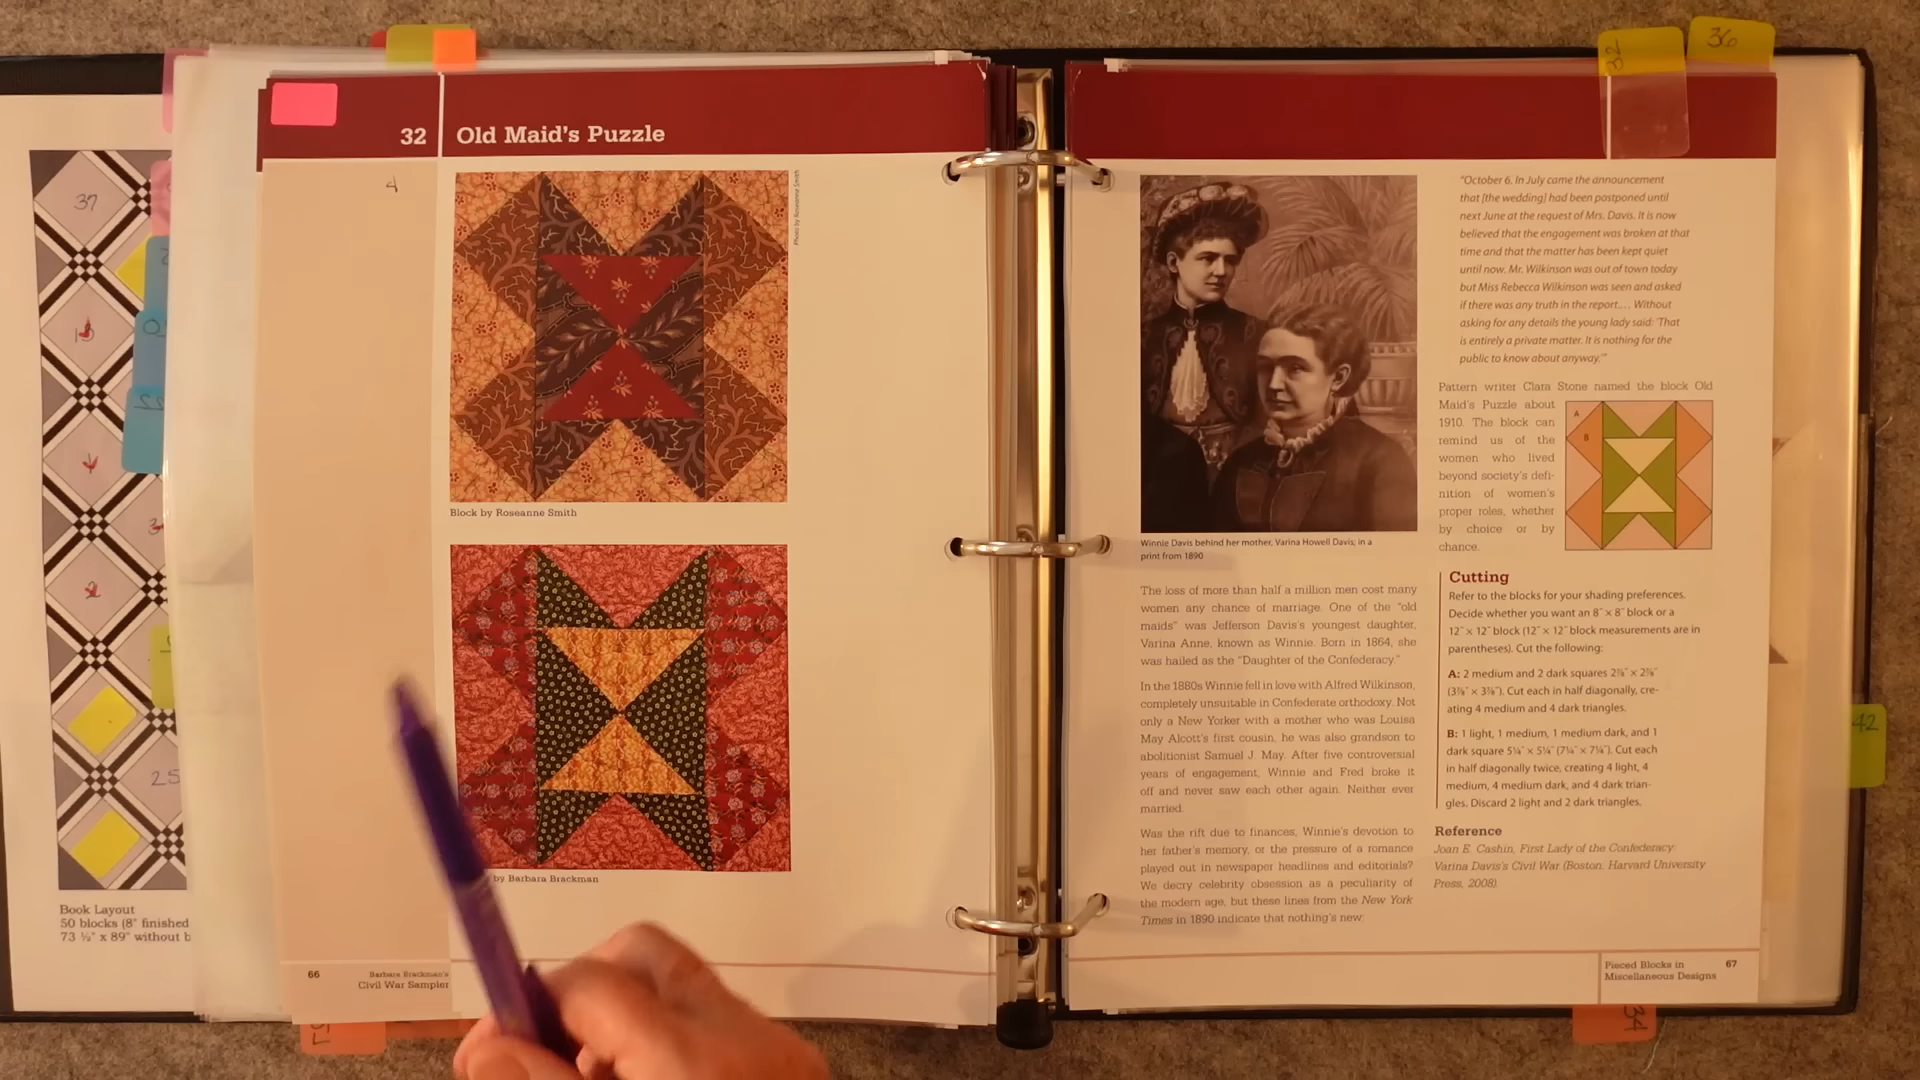 37
25
Book Layout
50 blocks (8" finished
73 ½" x 89" without b
32 Old Maid's Puzzle
4
Photo by Roseanne Smith
Block by Roseanne Smith
by Barbara Brackman
66
Barbara Brackman's
Civil War Sampler
32
36
Winnie Davis behind her mother, Varina Howell Davis; in a
print from 1890
The loss of more than half a million men cost many
women any chance of marriage. One of the "old
maids" was Jefferson Davis's youngest daughter,
Varina Anne, known as Winnie. Born in 1864, she
was hailed as the "Daughter of the Confederacy."
In the 1880s Winnie fell in love with Alfred Wilkinson,
completely unsuitable in Confederate orthodoxy. Not
only a New Yorker with a mother who was Louisa
May Alcott's first cousin, he was also grandson to
abolitionist Samuel J. May. After five controversial
years of engagement, Winnie and Fred broke it
off and never saw each other again. Neither ever
married.
Was the rift due to finances, Winnie's devotion to
her father's memory, or the pressure of a romance
played out in newspaper headlines and editorials?
We decry celebrity obsession as a peculiarity of
the modern age, but these lines from the New York
Times in 1890 indicate that nothing's new:
"October 6. In July came the announcement
that [the wedding] had been postponed until
next June at the request of Mrs. Davis. It is now
believed that the engagement was broken at that
time and that the matter has been kept quiet
until now. Mr. Wilkinson was out of town today
but Miss Rebecca Wilkinson was seen and asked
if there was any truth in the report.... Without
asking for any details the young lady said: 'That
is entirely a private matter. It is nothing for the
public to know about anyway.'"
Pattern writer Clara Stone named the block Old
Maid's Puzzle about
1910. The block can
remind us of the
women who lived
beyond society's defi-
nition of women's
proper roles, whether
by choice or by
chance.
A
B
Cutting
Refer to the blocks for your shading preferences.
Decide whether you want an 8" × 8" block or a
12" × 12" block (12" × 12" block measurements are in
parentheses). Cut the following:
A: 2 medium and 2 dark squares 2⅞" × 2⅞"
(3⅞" × 3⅞"). Cut each in half diagonally, cre-
ating 4 medium and 4 dark triangles.
B: 1 light, 1 medium, 1 medium dark, and 1
dark square 5¼" × 5¼" (7¼" × 7¼"). Cut each
in half diagonally twice, creating 4 light, 4
medium, 4 medium dark, and 4 dark trian-
gles. Discard 2 light and 2 dark triangles.
Reference
Joan E. Cashin, First Lady of the Confederacy:
Varina Davis's Civil War (Boston: Harvard University
Press, 2008).
Pieced Blocks in
Miscellaneous Designs
67
42
34